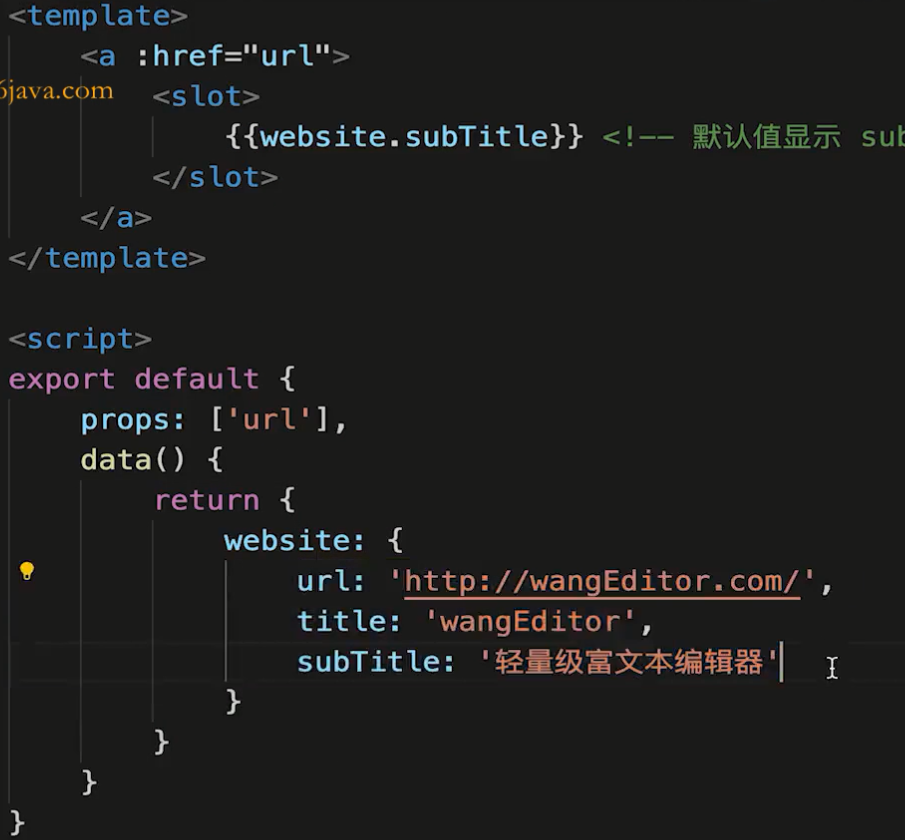 <template>
<a :href="url">
6java.com
<slot>
{{website.subTitle}} <!-- 默认值显示
</slot>
</a>
</template>
<script>
export default {
props: ['url'],
data() {
return {
website: {
url: 'http://wangEditor.com/',
title: 'wangEditor',
subTitle: '轻量级富文本编辑器'
}
}
}
}